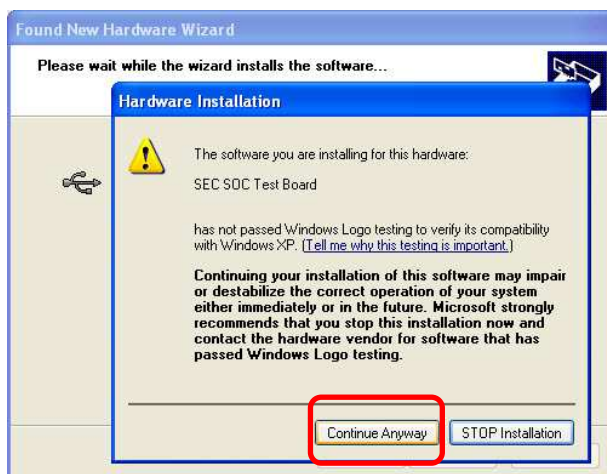 Found New Hardware Wizard
Please wait while the wizard installs the software...
Hardware Installation
The software you are installing for this hardware:
SEC SOC Test Board
has not passed Windows Logo testing to verify its compatibility
with Windows XP. (Tell me why this testing is important.)
Continuing your installation of this software may impair
or destabilize the correct operation of your system
either immediately or in the future. Microsoft strongly
recommends that you stop this installation now and
contact the hardware vendor for software that has
passed Windows Logo testing.
Continue Anyway
STOP Installation